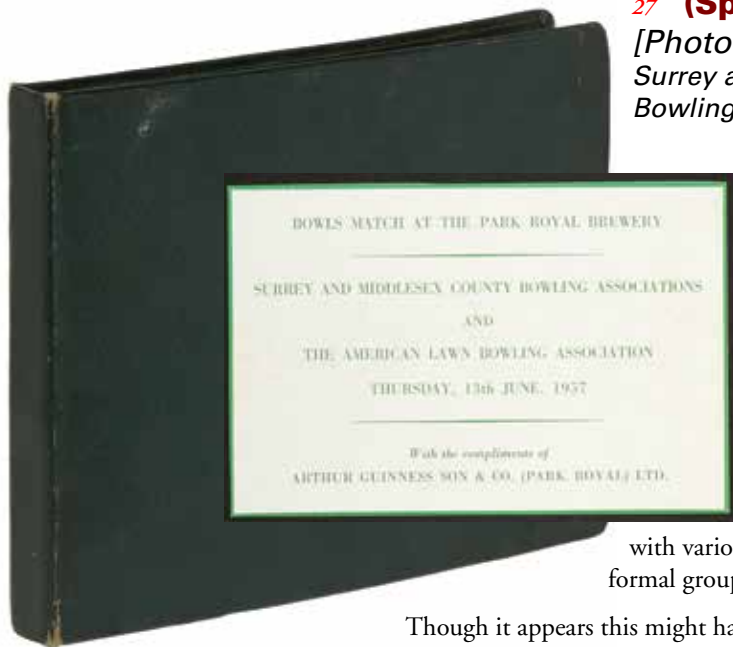 27 (Sp
[Photo
Surrey a
Bowling
BOWLS MATCH AT THE PARK ROYAL BREWERY
SURREY AND MIDDLESEX COUNTY BOWLING ASSOCIATIONS
AND
THE AMERICAN LAWN BOWLING ASSOCIATION
THURSDAY, 13th JUNE, 1957
With the compliments of
ARTHUR GUINNESS SON & CO. (PARK ROYAL) LTD.
with vario
formal group
Though it appears this might ha